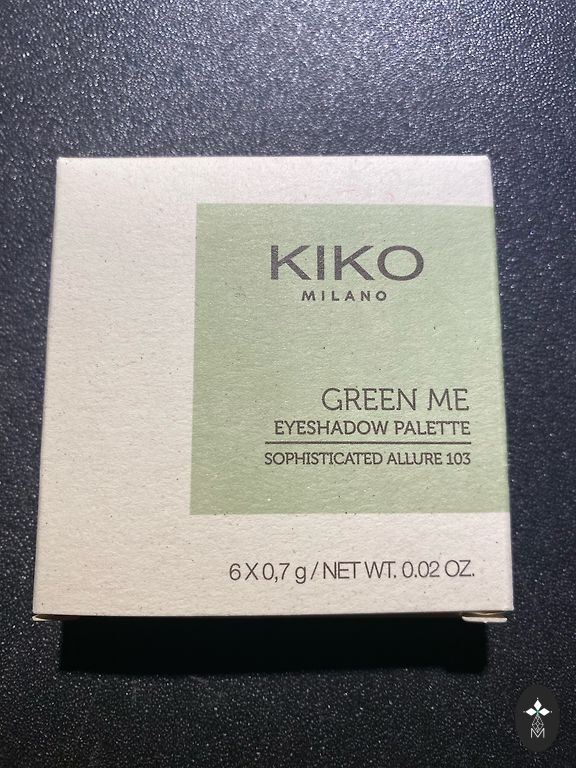 KIKO
MILANO
GREEN ME
EYESHADOW PALETTE
SOPHISTICATED ALLURE 103
6 X 0,7 g / NET WT. 0.02 OZ.
M